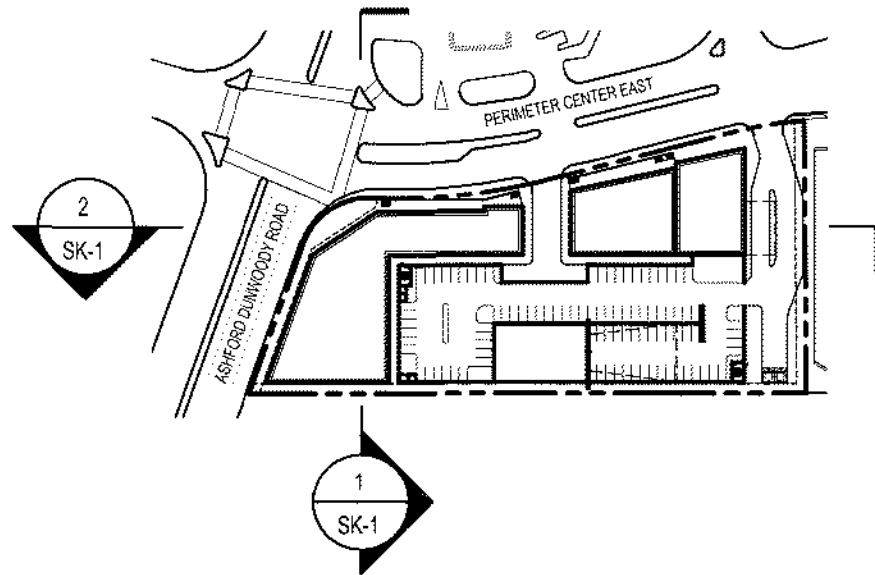 PERIMETER CENTER EAST
2
SK-1
ASHFORD DUNWOODY ROAD
1
SK-1